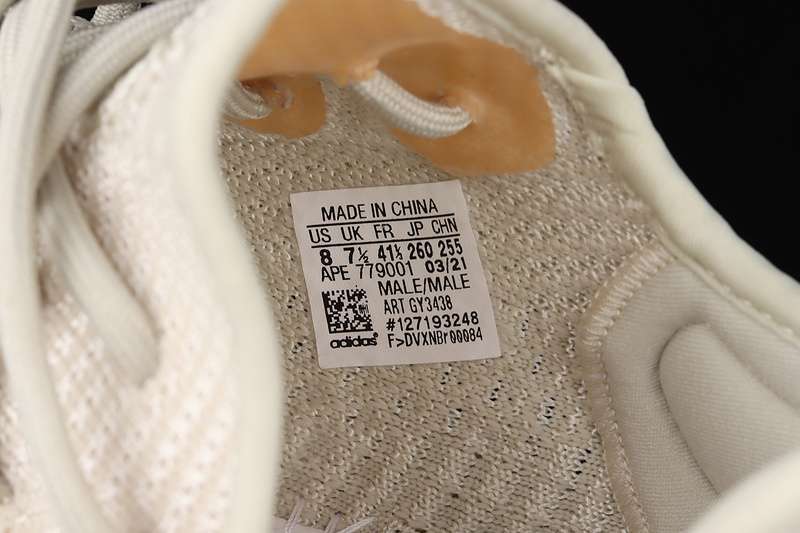 MADE IN CHINA
US UK FR JP CHN
8 7½ 41⅓ 260 255
APE 779001 03/21
MALE/MALE
ART GY3438
#127193248
adidas® F>DVXNBr00084